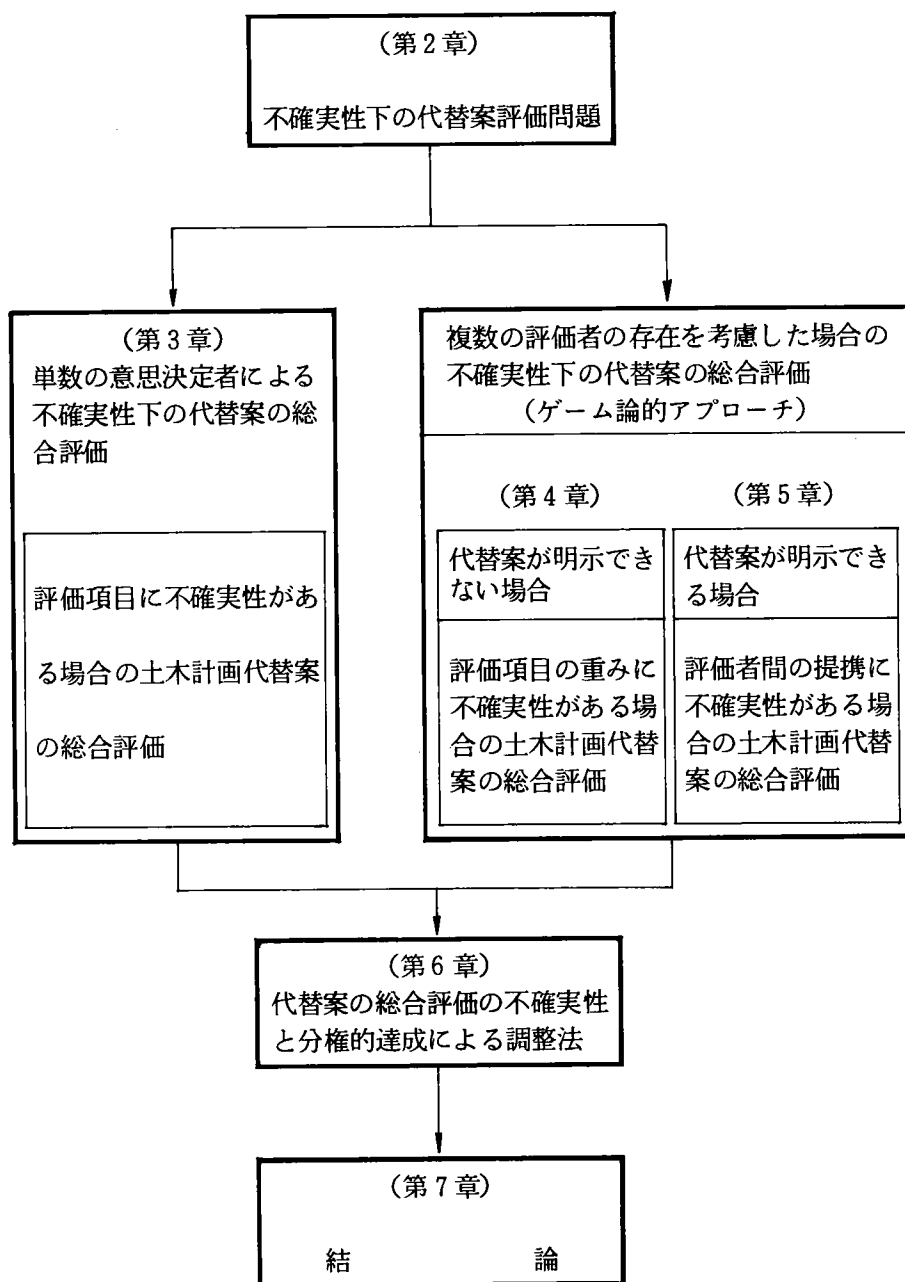 (第2章)
不確実性下の代替案評価問題
(第3章)
単数の意思決定者による
不確実性下の代替案の総
合評価
評価項目に不確実性があ
る場合の土木計画代替案
の総合評価
複数の評価者の存在を考慮した場合の
不確実性下の代替案の総合評価
(ゲーム論的アプローチ)
(第4章)
代替案が明示でき
ない場合
評価項目の重みに
不確実性がある場
合の土木計画代替
案の総合評価
(第5章)
代替案が明示でき
る場合
評価者間の提携に
不確実性がある場
合の土木計画代替
案の総合評価
(第6章)
代替案の総合評価の不確実性
と分権的達成による調整法
(第7章)
結 論